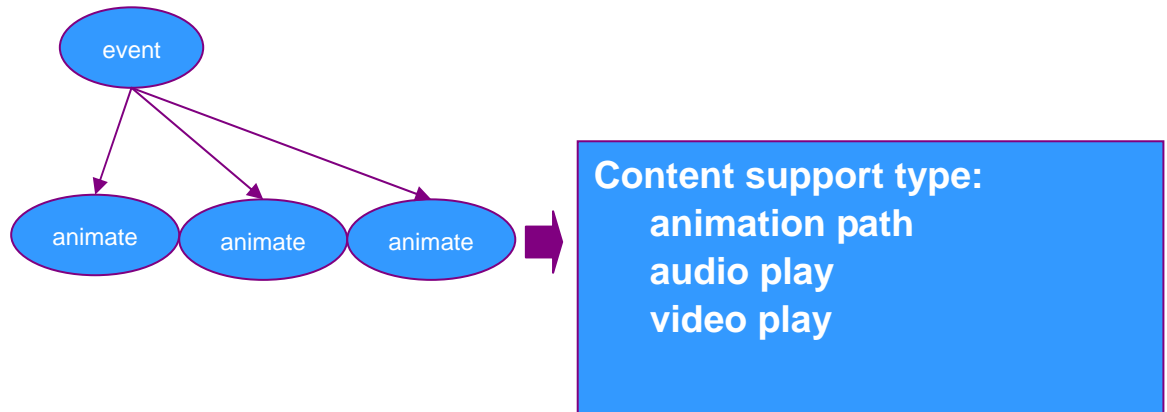 event
animate
animate
animate
Content support type:
animation path
audio play
video play